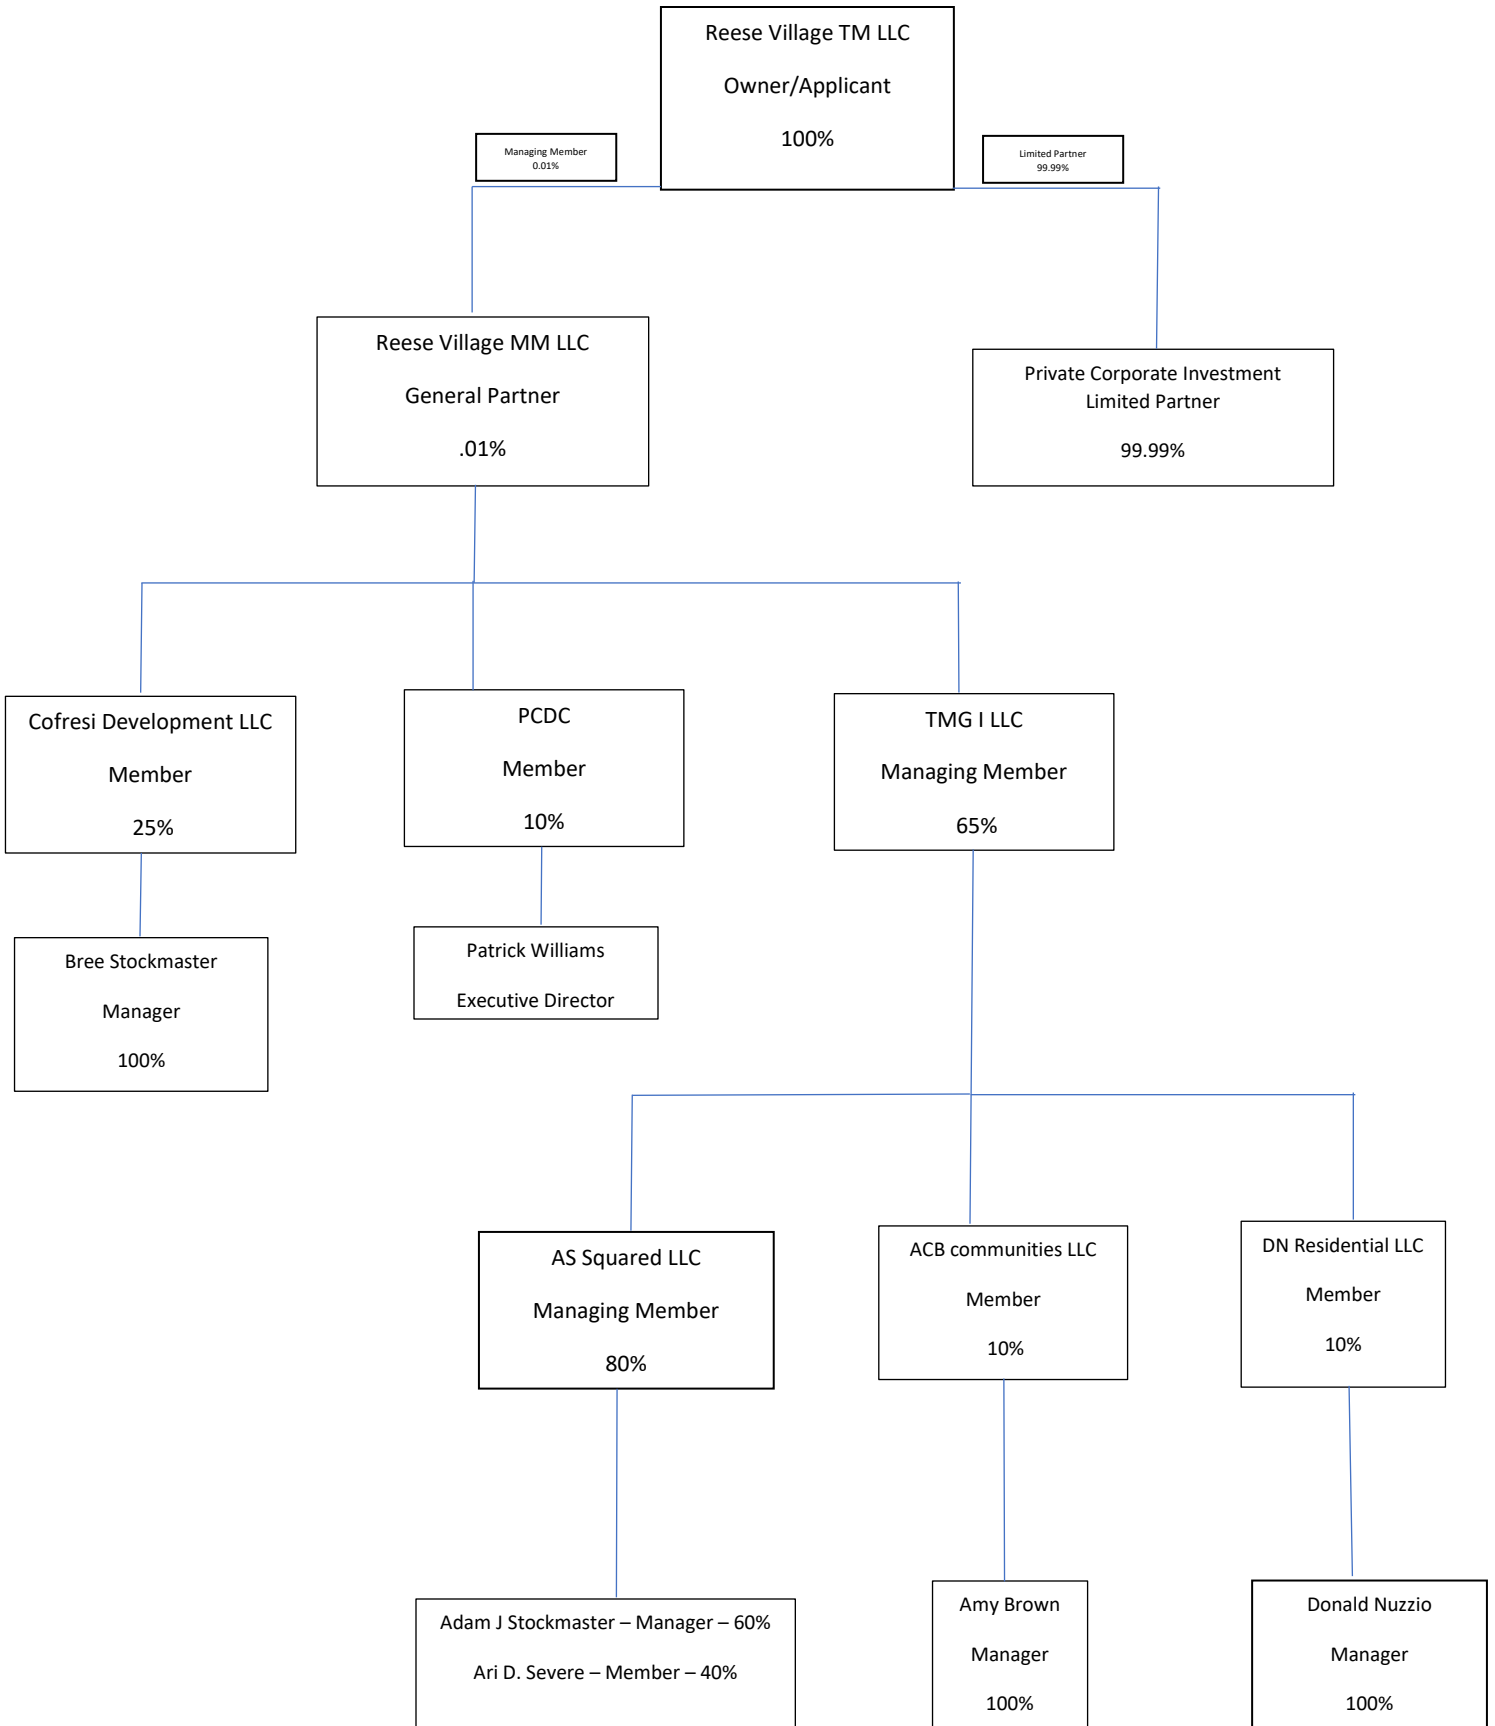 Reese Village TM LLC
Owner/Applicant
100%
Managing Member
0.01%
Limited Partner
99.99%
Reese Village MM LLC
General Partner
.01%
Private Corporate Investment
Limited Partner
99.99%
Cofresi Development LLC
Member
25%
PCDC
Member
10%
TMG I LLC
Managing Member
65%
Bree Stockmaster
Manager
100%
Patrick Williams
Executive Director
AS Squared LLC
Managing Member
80%
ACB communities LLC
Member
10%
DN Residential LLC
Member
10%
Adam J Stockmaster – Manager – 60%
Ari D. Severe – Member – 40%
Amy Brown
Manager
100%
Donald Nuzzio
Manager
100%